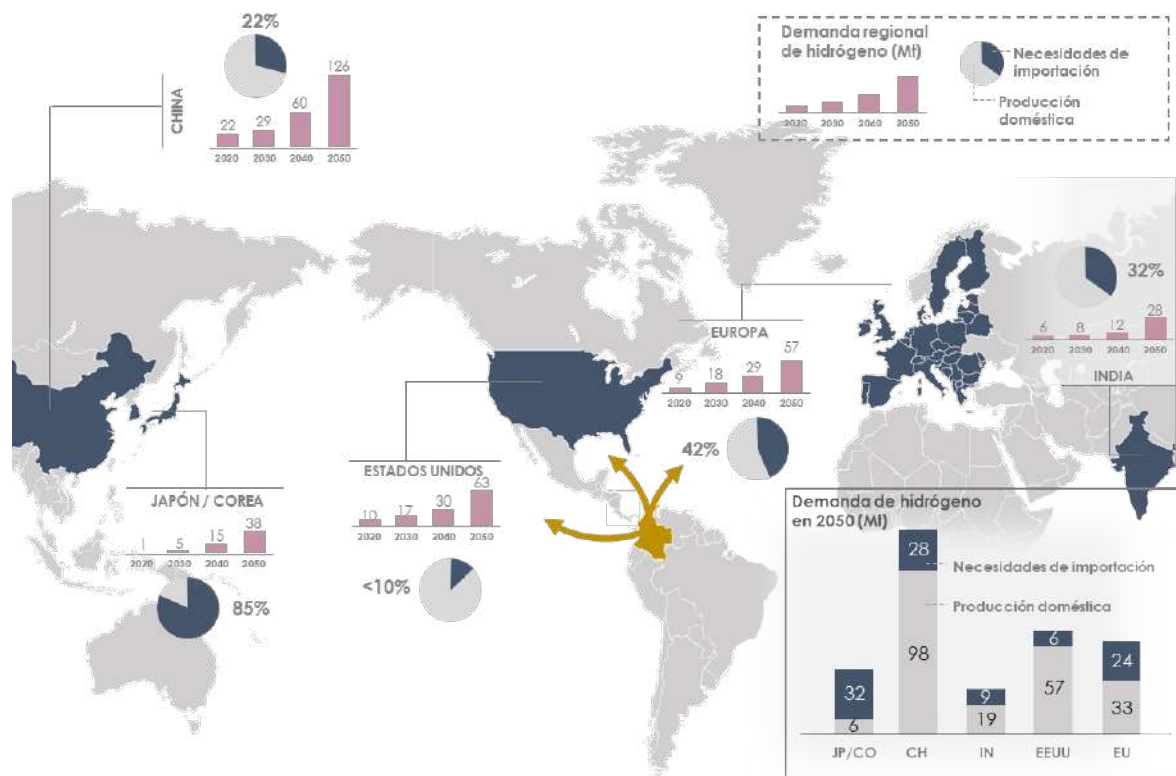 22%
CHINA
22 29 60 126
2020 2030 2040 2050
Demanda regional
de hidrógeno (Mt)
2020 2030 2040 2050
Necesidades de
importación
Producción
doméstica
32%
6 8 12 28
2020 2030 2040 2050
INDIA
EUROPA
9 18 29 57
2020 2030 2040 2050
42%
ESTADOS UNIDOS
10 17 30 63
2020 2030 2040 2050
<10%
JAPÓN / COREA
1 5 15 38
2020 2030 2040 2050
85%
Demanda de hidrógeno
en 2050 (Mt)
Necesidades de importación
Producción doméstica
32 28 9 6 24
6 98 19 57 33
JP/CO CH IN EEUU EU